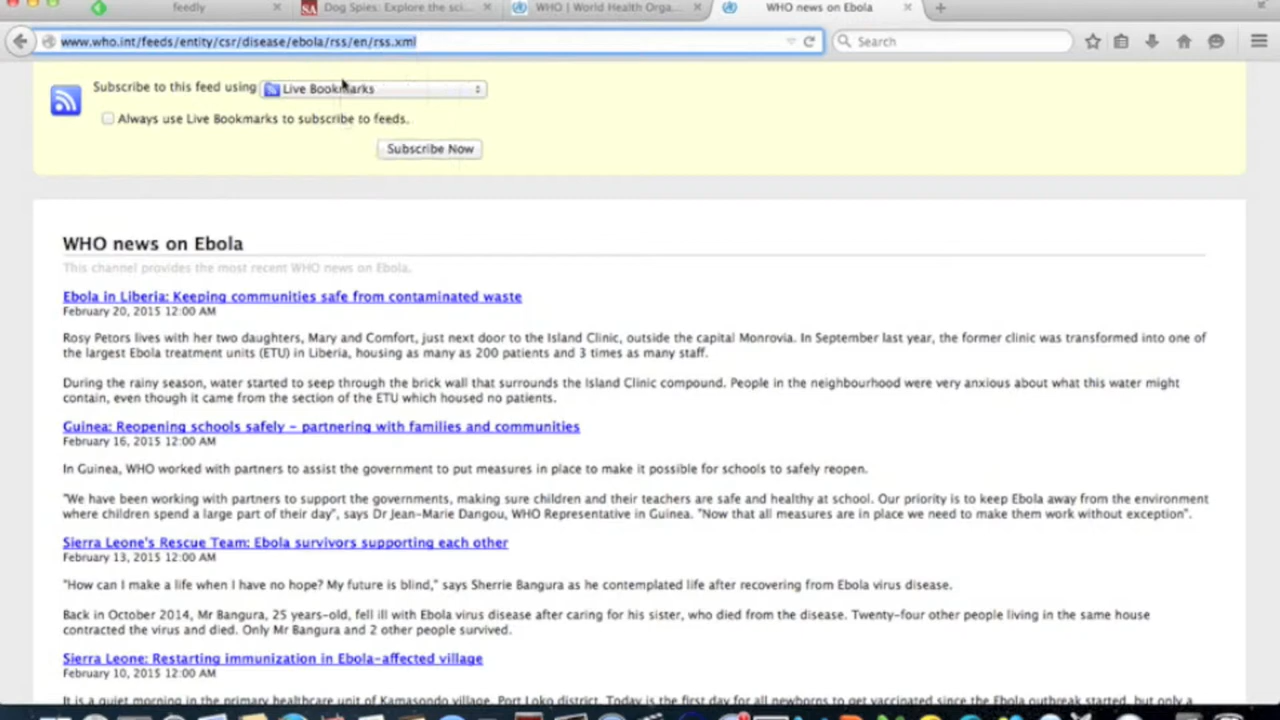 feedly
Dog Spies: Explore the sci...
WHO | World Health Orga...
WHO news on Ebola
www.who.int/feeds/entity/csr/disease/ebola/rss/en/rss.xml
Search
Subscribe to this feed using Live Bookmarks
Always use Live Bookmarks to subscribe to feeds.
Subscribe Now
WHO news on Ebola
This channel provides the most recent WHO news on Ebola.
Ebola in Liberia: Keeping communities safe from contaminated waste
February 20, 2015 12:00 AM
Rosy Petors lives with her two daughters, Mary and Comfort, just next door to the Island Clinic, outside the capital Monrovia. In September last year, the former clinic was transformed into one of
the largest Ebola treatment units (ETU) in Liberia, housing as many as 200 patients and 3 times as many staff.
During the rainy season, water started to seep through the brick wall that surrounds the Island Clinic compound. People in the neighbourhood were very anxious about what this water might
contain, even though it came from the section of the ETU which housed no patients.
Guinea: Reopening schools safely – partnering with families and communities
February 16, 2015 12:00 AM
In Guinea, WHO worked with partners to assist the government to put measures in place to make it possible for schools to safely reopen.
"We have been working with partners to support the governments, making sure children and their teachers are safe and healthy at school. Our priority is to keep Ebola away from the environment
where children spend a large part of their day", says Dr Jean-Marie Dangou, WHO Representative in Guinea. "Now that all measures are in place we need to make them work without exception".
Sierra Leone's Rescue Team: Ebola survivors supporting each other
February 13, 2015 12:00 AM
"How can I make a life when I have no hope? My future is blind," says Sherrie Bangura as he contemplated life after recovering from Ebola virus disease.
Back in October 2014, Mr Bangura, 25 years-old, fell ill with Ebola virus disease after caring for his sister, who died from the disease. Twenty-four other people living in the same house
contracted the virus and died. Only Mr Bangura and 2 other people survived.
Sierra Leone: Restarting immunization in Ebola-affected village
February 10, 2015 12:00 AM
It is a quiet morning in the primary healthcare unit of Kamasondo village, Port Loko district. Today is the first day for all newborns to get vaccinated since the Ebola outbreak started, but only a